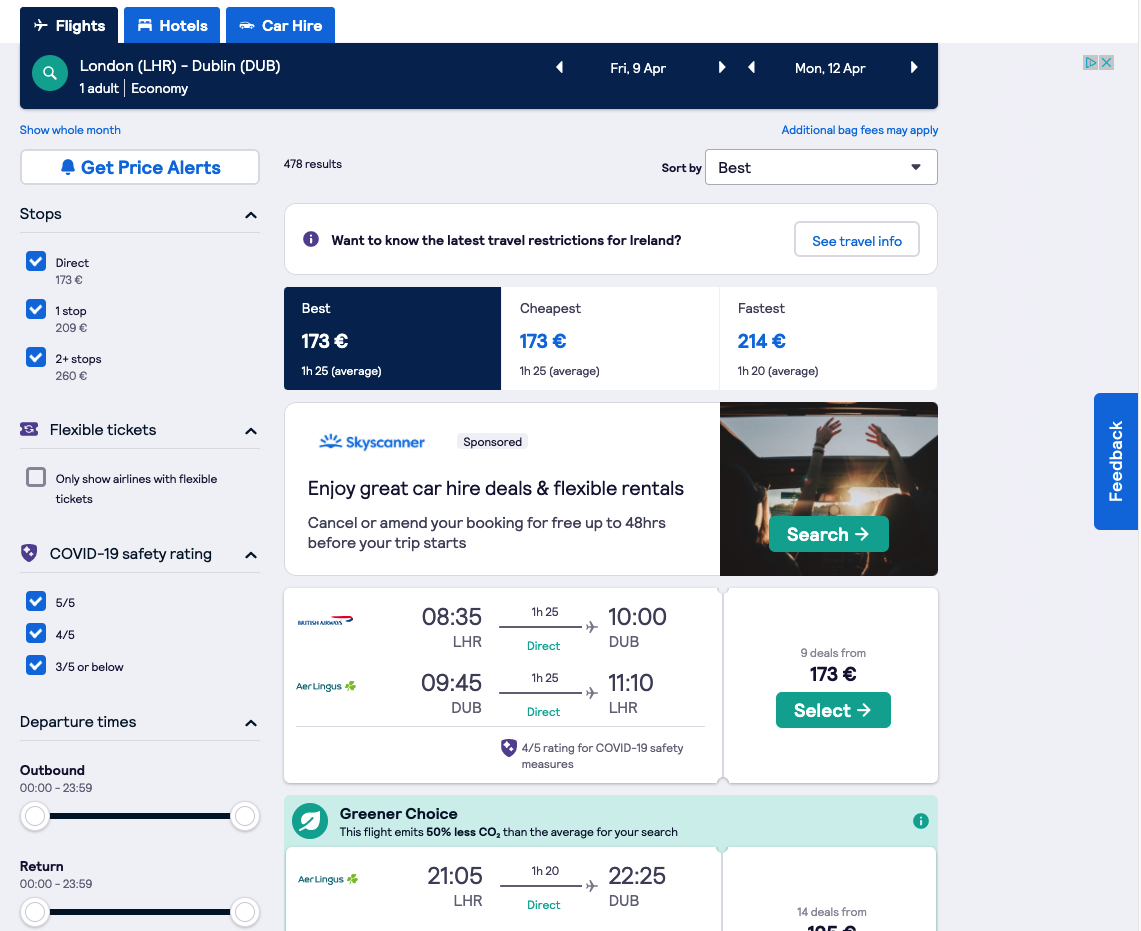 Flights
Hotels
Car Hire
London (LHR) – Dublin (DUB)
1 adult | Economy
Fri, 9 Apr
Mon, 12 Apr
Show whole month
Additional bag fees may apply
Get Price Alerts
478 results
Sort by
Best
Stops
Direct
173 €
1 stop
209 €
2+ stops
260 €
Flexible tickets
Only show airlines with flexible
tickets
COVID-19 safety rating
5/5
4/5
3/5 or below
Departure times
Outbound
00:00 – 23:59
Return
00:00 – 23:59
Want to know the latest travel restrictions for Ireland?
See travel info
Best
173 €
1h 25 (average)
Cheapest
173 €
1h 25 (average)
Fastest
214 €
1h 20 (average)
Skyscanner
Sponsored
Enjoy great car hire deals & flexible rentals
Cancel or amend your booking for free up to 48hrs
before your trip starts
Search
BRITISH AIRWAYS
08:35
LHR
1h 25
Direct
10:00
DUB
Aer Lingus
09:45
DUB
1h 25
Direct
11:10
LHR
4/5 rating for COVID-19 safety
measures
9 deals from
173 €
Select
Greener Choice
This flight emits 50% less CO₂ than the average for your search
Aer Lingus
21:05
LHR
1h 20
Direct
22:25
DUB
14 deals from
Feedback